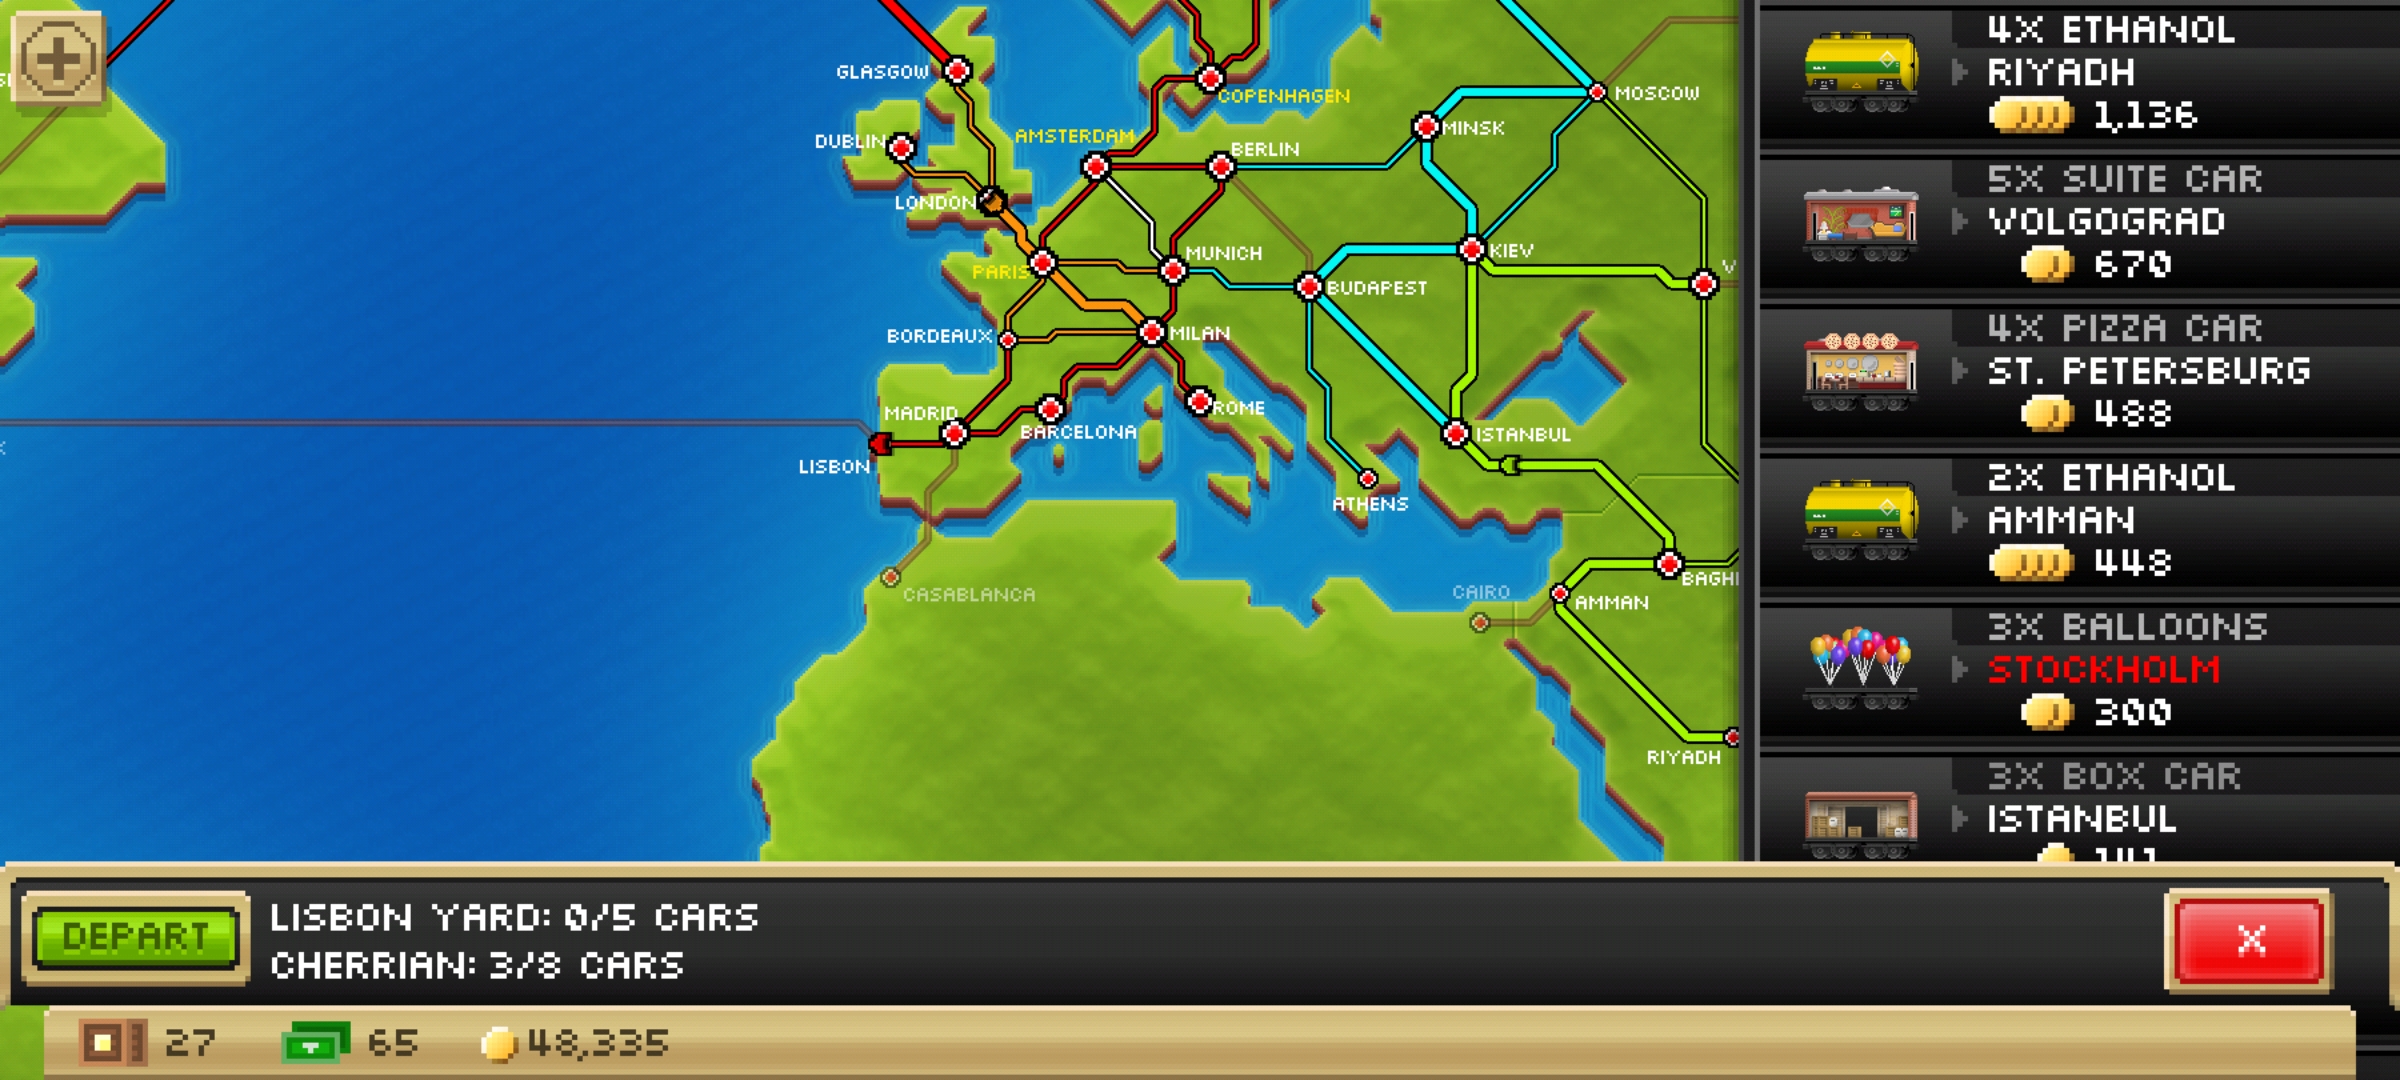 GLASGOW
COPENHAGEN
MOSCOW
AMSTERDAM
DUBLIN
BERLIN
MINSK
LONDON
MUNICH
KIEV
PARIS
V
BUDAPEST
BORDEAUX
MILAN
MADRID
ROME
BARCELONA
ISTANBUL
LISBON
ATHENS
BAGH
CASABLANCA
CAIRO
AMMAN
RIYADH
4X ETHANOL
RIYADH
1,136
5X SUITE CAR
VOLGOGRAD
670
4X PIZZA CAR
ST. PETERSBURG
488
2X ETHANOL
AMMAN
448
3X BALLOONS
STOCKHOLM
300
3X BOX CAR
ISTANBUL
DEPART
LISBON YARD: 0/5 CARS
CHERRIAN: 3/8 CARS
X
27
65
48,335